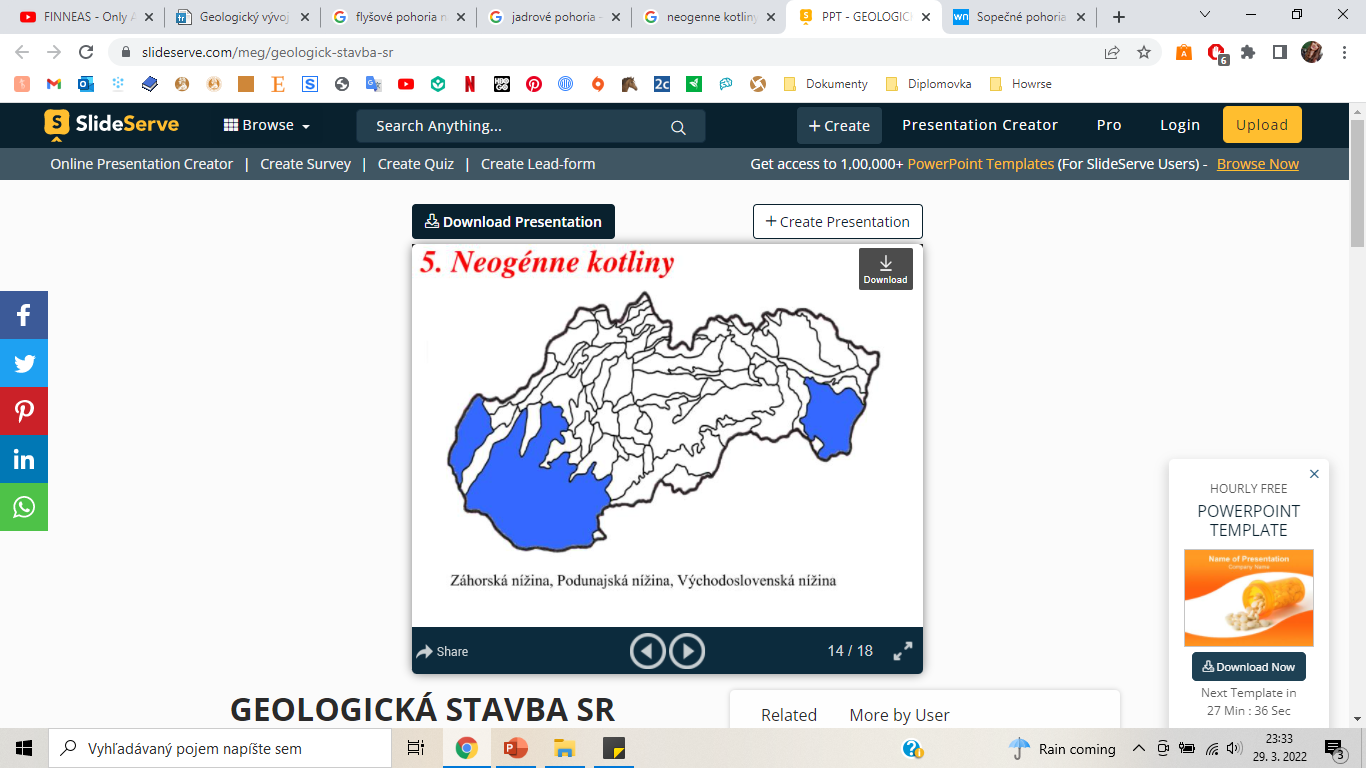 FINNEAS - Only A
Geologický vývoj
flyšové pohoria n
jadrové pohoria -
neogenne kotliny
PPT - GEOLOGICK
Sopečné pohoria
slideserve.com/meg/geologick-stavba-sr
6
Dokumenty
Diplomovka
Howrse
SlideServe
Browse
Search Anything...
+ Create
Presentation Creator
Pro
Login
Upload
Online Presentation Creator | Create Survey | Create Quiz | Create Lead-form
Get access to 1,00,000+ PowerPoint Templates (For SlideServe Users) - Browse Now
Download Presentation
+ Create Presentation
5. Neogénne kotliny
Download
Záhorská nížina, Podunajská nížina, Východoslovenská nížina
Share
14 / 18
GEOLOGICKÁ STAVBA SR
Related
More by User
HOURLY FREE
POWERPOINT
TEMPLATE
Name of Presentation
Company Name
Download Now
Next Template in
27 Min : 36 Sec
Vyhľadávaný pojem napíšte sem
Rain coming
23:33
29. 3. 2022
3